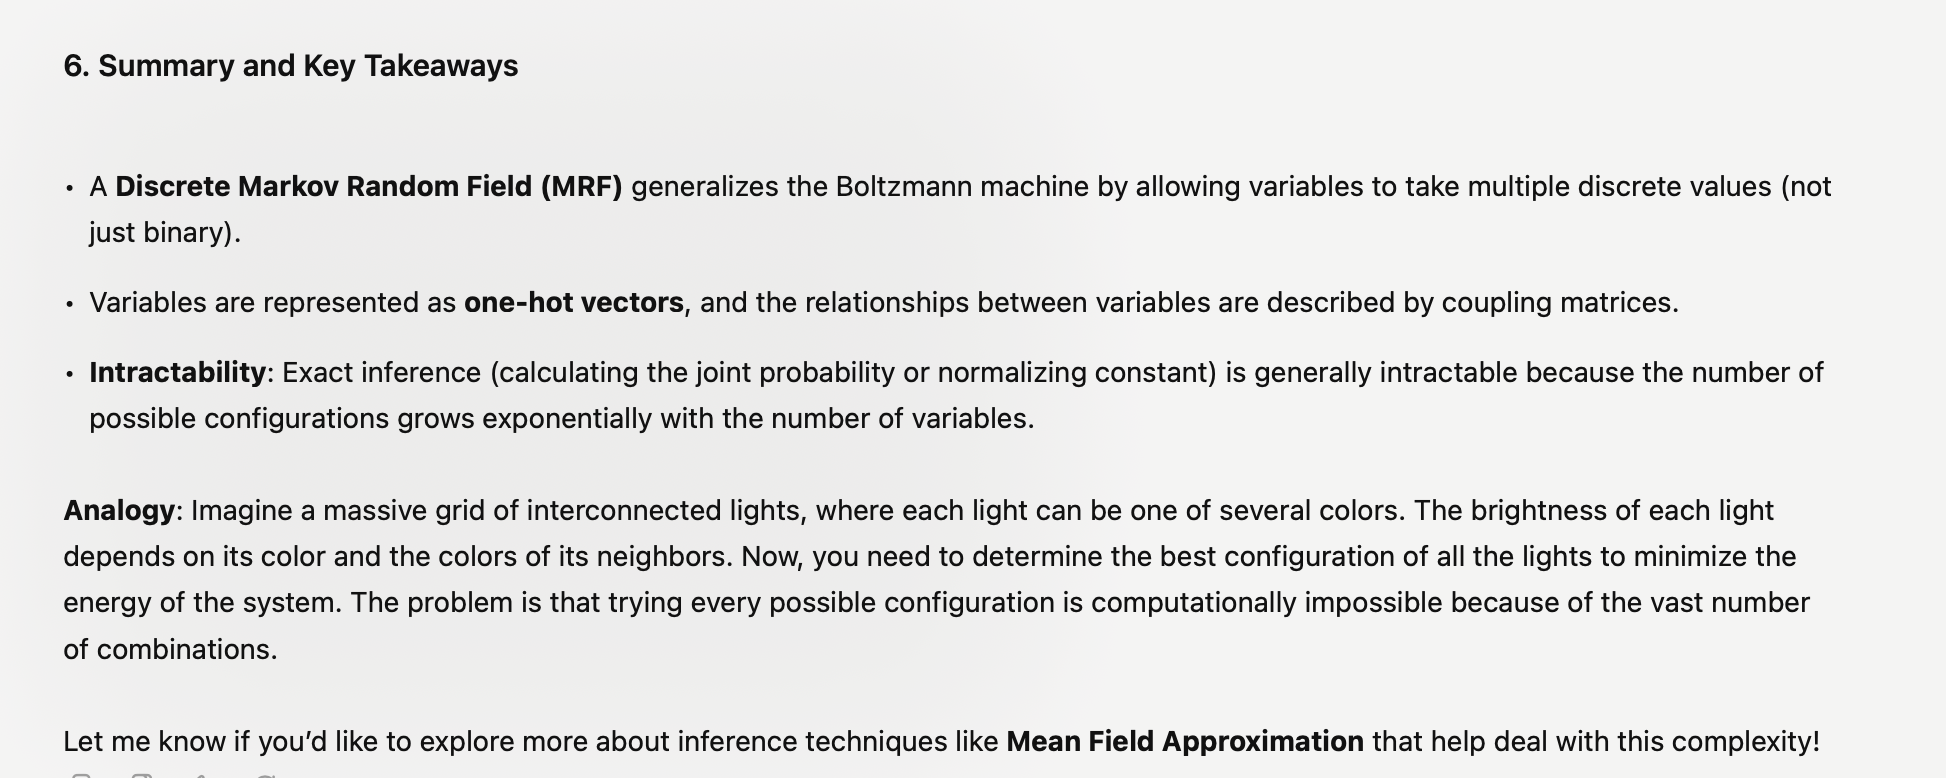 6. Summary and Key Takeaways
• A Discrete Markov Random Field (MRF) generalizes the Boltzmann machine by allowing variables to take multiple discrete values (not
just binary).
• Variables are represented as one-hot vectors, and the relationships between variables are described by coupling matrices.
• Intractability: Exact inference (calculating the joint probability or normalizing constant) is generally intractable because the number of
possible configurations grows exponentially with the number of variables.
Analogy: Imagine a massive grid of interconnected lights, where each light can be one of several colors. The brightness of each light
depends on its color and the colors of its neighbors. Now, you need to determine the best configuration of all the lights to minimize the
energy of the system. The problem is that trying every possible configuration is computationally impossible because of the vast number
of combinations.
Let me know if you’d like to explore more about inference techniques like Mean Field Approximation that help deal with this complexity!